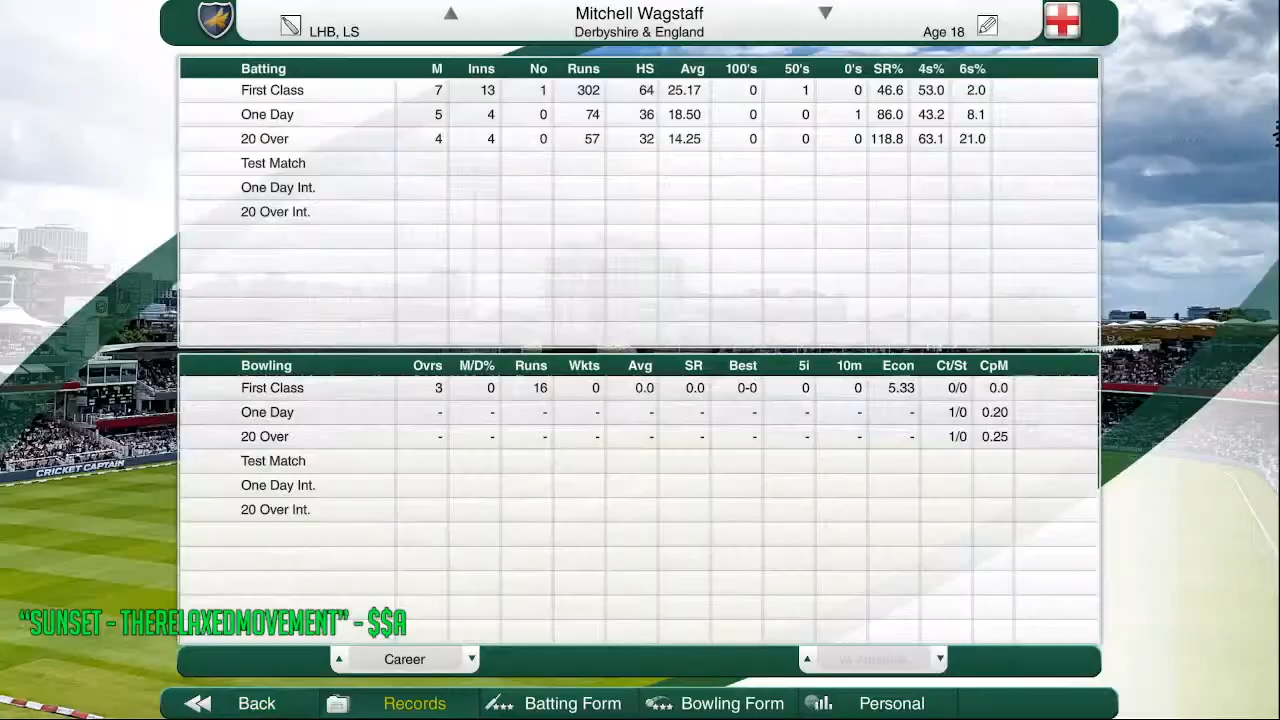 Mitchell Wagstaff
LHB, LS Derbyshire & England Age 18
Batting M Inns No Runs HS Avg 100's 50's 0's SR% 4s% 6s%
First Class 7 13 1 302 64 25.17 0 1 0 46.6 53.0 2.0
One Day 5 4 0 74 36 18.50 0 0 1 86.0 43.2 8.1
20 Over 4 4 0 57 32 14.25 0 0 0 118.8 63.1 21.0
Test Match
One Day Int.
20 Over Int.
Bowling Ovrs M/D% Runs Wkts Avg SR Best 5i 10m Econ Ct/St CpM
First Class 3 0 16 0 0.0 0.0 0-0 0 0 5.33 0/0 0.0
One Day - - - - - - - - - - 1/0 0.20
20 Over - - - - - - - - - - 1/0 0.25
Test Match
One Day Int.
20 Over Int.
CRICKET CAPTAIN
"SUNSET - THERELAXEDMOVEMENT" - $$A
Career
Back Records Batting Form Bowling Form Personal